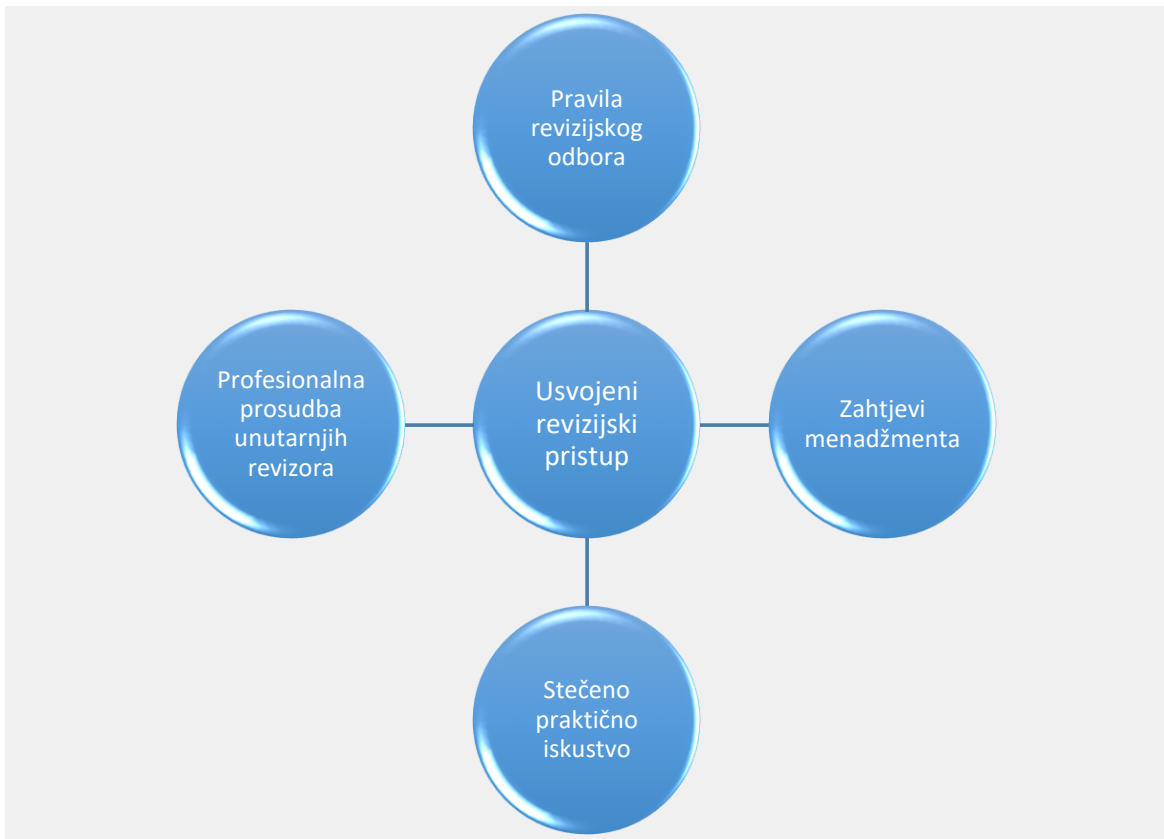 Pravila
revizijskog
odbora
Profesionalna
prosudba
unutarnjih
revizora
Usvojeni
revizijski
pristup
Zahtjevi
menadžmenta
Stečeno
praktično
iskustvo